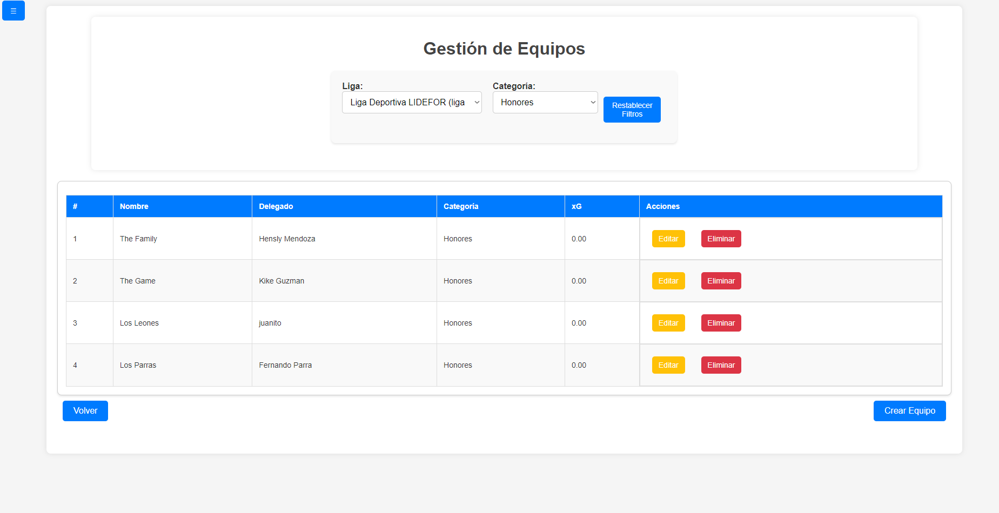 ☰
Gestión de Equipos
Liga:
Categoría:
Liga Deportiva LIDEFOR (liga
Honores
Restablecer
Filtros
# Nombre Delegado Categoría xG Acciones
1 The Family Hensly Mendoza Honores 0.00 Editar Eliminar
2 The Game Kike Guzman Honores 0.00 Editar Eliminar
3 Los Leones juanito Honores 0.00 Editar Eliminar
4 Los Parras Fernando Parra Honores 0.00 Editar Eliminar
Volver
Crear Equipo